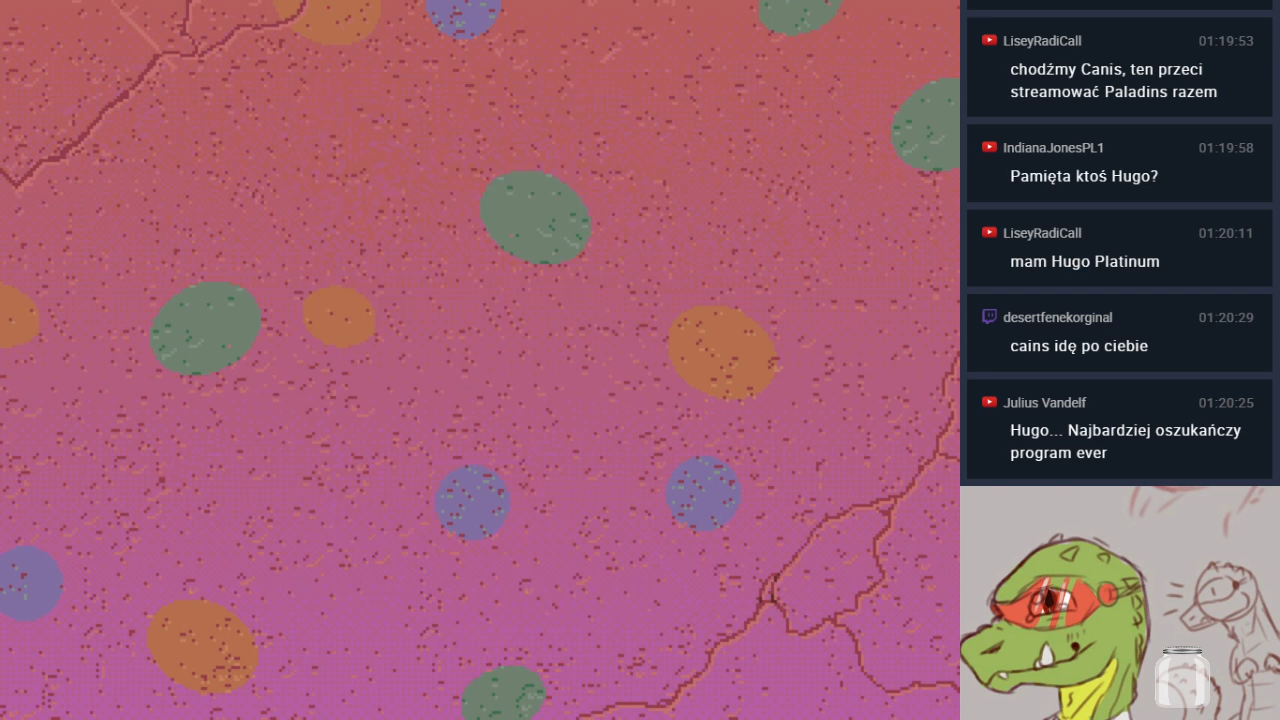 LiseyRadiCall 01:19:53
chodźmy Canis, ten przeci
streamować Paladins razem
IndianaJonesPL1 01:19:58
Pamięta ktoś Hugo?
LiseyRadiCall 01:20:11
mam Hugo Platinum
desertfenekorginal 01:20:29
cains idę po ciebie
Julius Vandelf 01:20:25
Hugo... Najbardziej oszukańczy
program ever